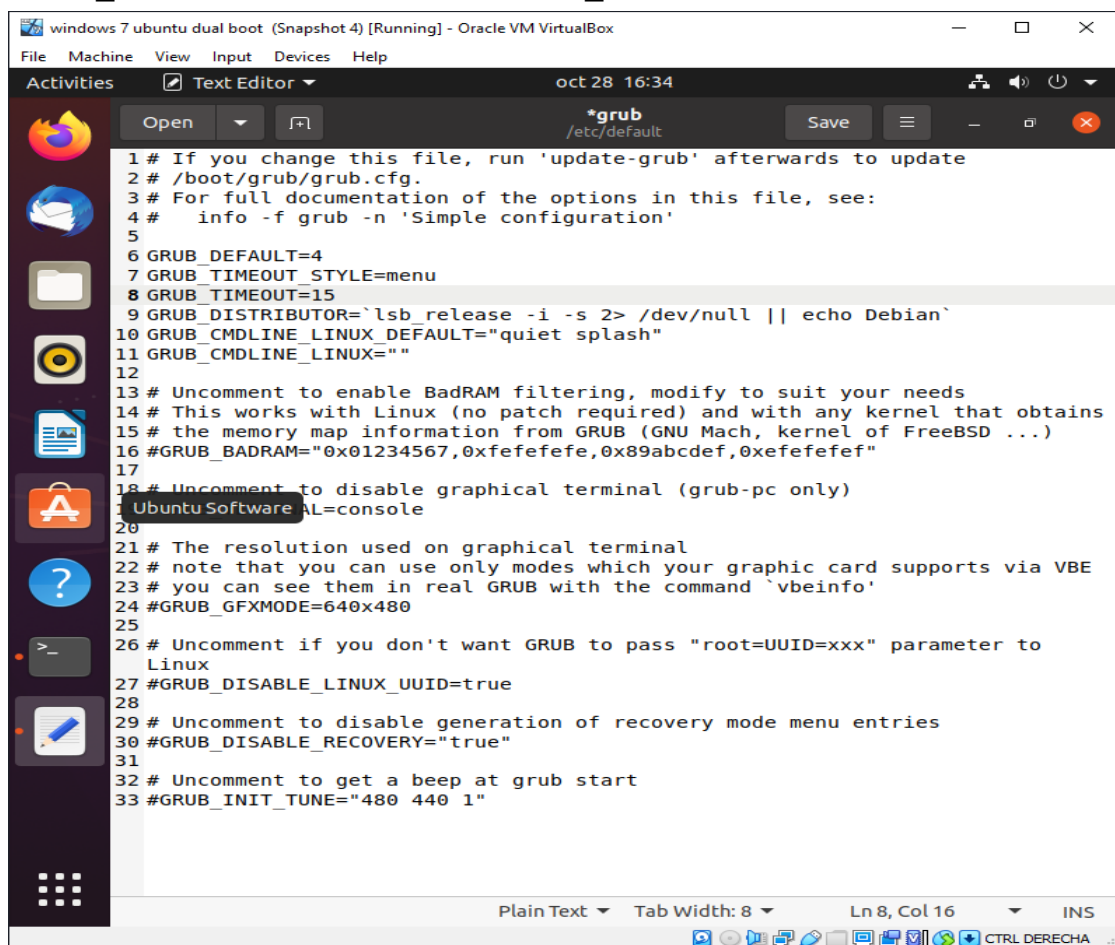 windows 7 ubuntu dual boot (Snapshot 4) [Running] - Oracle VM VirtualBox
File Machine View Input Devices Help
Activities Text Editor oct 28 16:34
Open *grub Save
/etc/default
1 # If you change this file, run 'update-grub' afterwards to update
2 # /boot/grub/grub.cfg.
3 # For full documentation of the options in this file, see:
4 #   info -f grub -n 'Simple configuration'
5
6 GRUB_DEFAULT=4
7 GRUB_TIMEOUT_STYLE=menu
8 GRUB_TIMEOUT=15
9 GRUB_DISTRIBUTOR=`lsb_release -i -s 2> /dev/null || echo Debian`
10 GRUB_CMDLINE_LINUX_DEFAULT="quiet splash"
11 GRUB_CMDLINE_LINUX=""
12
13 # Uncomment to enable BadRAM filtering, modify to suit your needs
14 # This works with Linux (no patch required) and with any kernel that obtains
15 # the memory map information from GRUB (GNU Mach, kernel of FreeBSD ...)
16 #GRUB_BADRAM="0x01234567,0xfefefefe,0x89abcdef,0xefefefef"
17
18 # Uncomment to disable graphical terminal (grub-pc only)
Ubuntu Software AL=console
20
21 # The resolution used on graphical terminal
22 # note that you can use only modes which your graphic card supports via VBE
23 # you can see them in real GRUB with the command `vbeinfo'
24 #GRUB_GFXMODE=640x480
25
26 # Uncomment if you don't want GRUB to pass "root=UUID=xxx" parameter to
Linux
27 #GRUB_DISABLE_LINUX_UUID=true
28
29 # Uncomment to disable generation of recovery mode menu entries
30 #GRUB_DISABLE_RECOVERY="true"
31
32 # Uncomment to get a beep at grub start
33 #GRUB_INIT_TUNE="480 440 1"
Plain Text Tab Width: 8 Ln 8, Col 16 INS
CTRL DERECHA